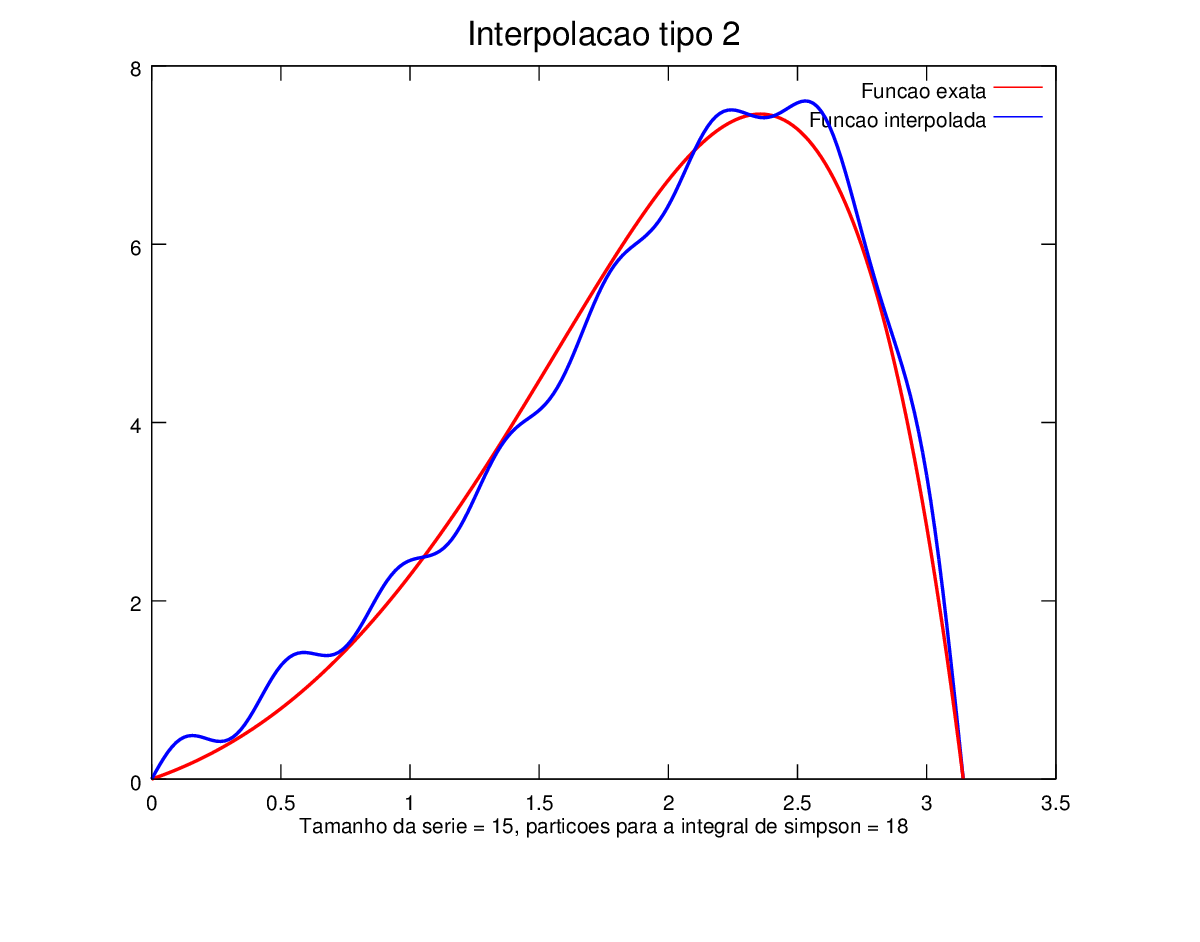 Interpolacao tipo 2
8
Funcao exata
Funcao interpolada
6
4
2
0
0 0.5 1 1.5 2 2.5 3 3.5
Tamanho da serie = 15, particoes para a integral de simpson = 18